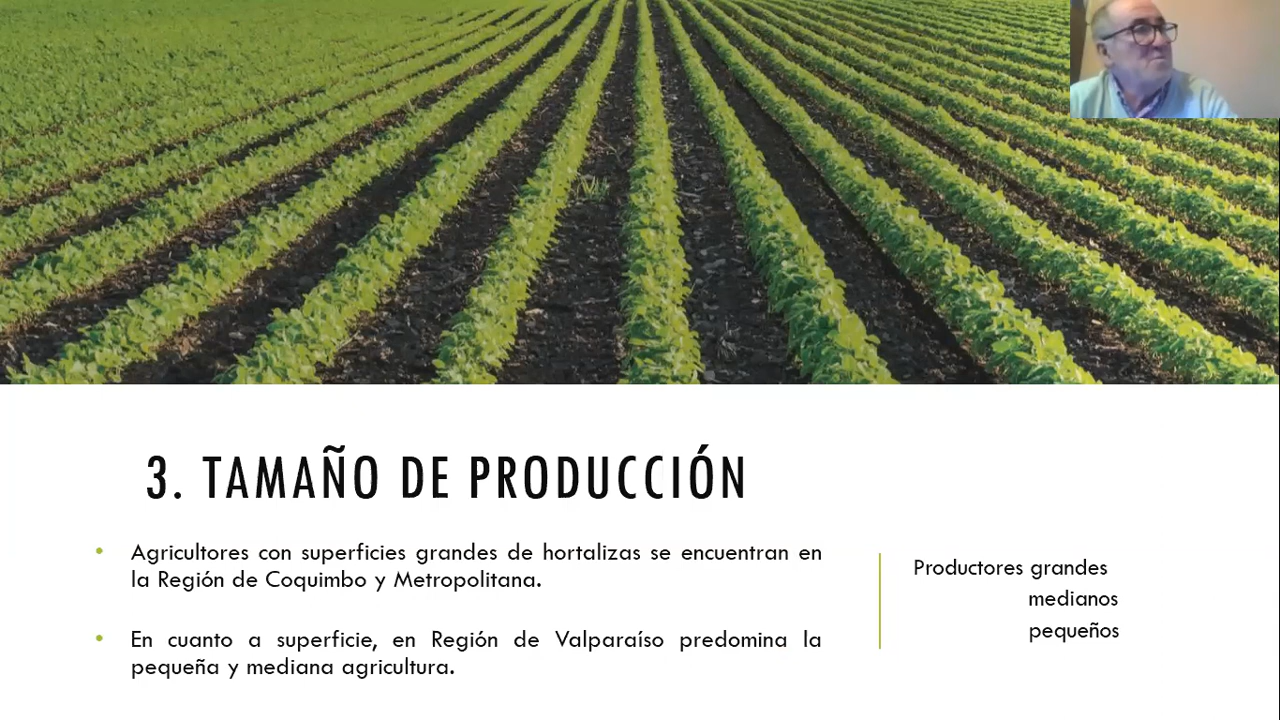 3. TAMAÑO DE PRODUCCIÓN
• Agricultores con superficies grandes de hortalizas se encuentran en
la Región de Coquimbo y Metropolitana.
• En cuanto a superficie, en Región de Valparaíso predomina la
pequeña y mediana agricultura.
Productores grandes
medianos
pequeños